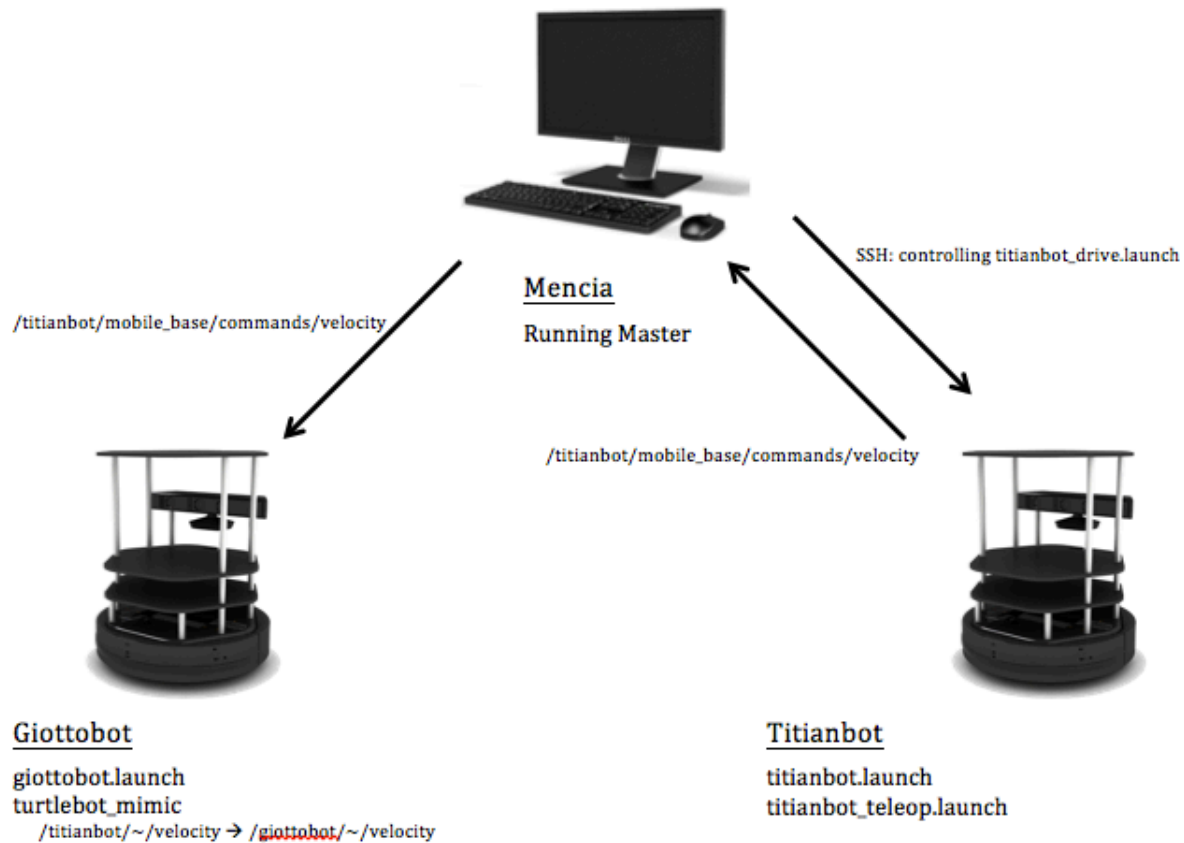 SSH: controlling titianbot_drive.launch
Mencia
/titianbot/mobile_base/commands/velocity
Running Master
/titianbot/mobile_base/commands/velocity
Giottobot
giottobot.launch
turtlebot_mimic
/titianbot/~/velocity → /giottobot/~/velocity
Titianbot
titianbot.launch
titianbot_teleop.launch